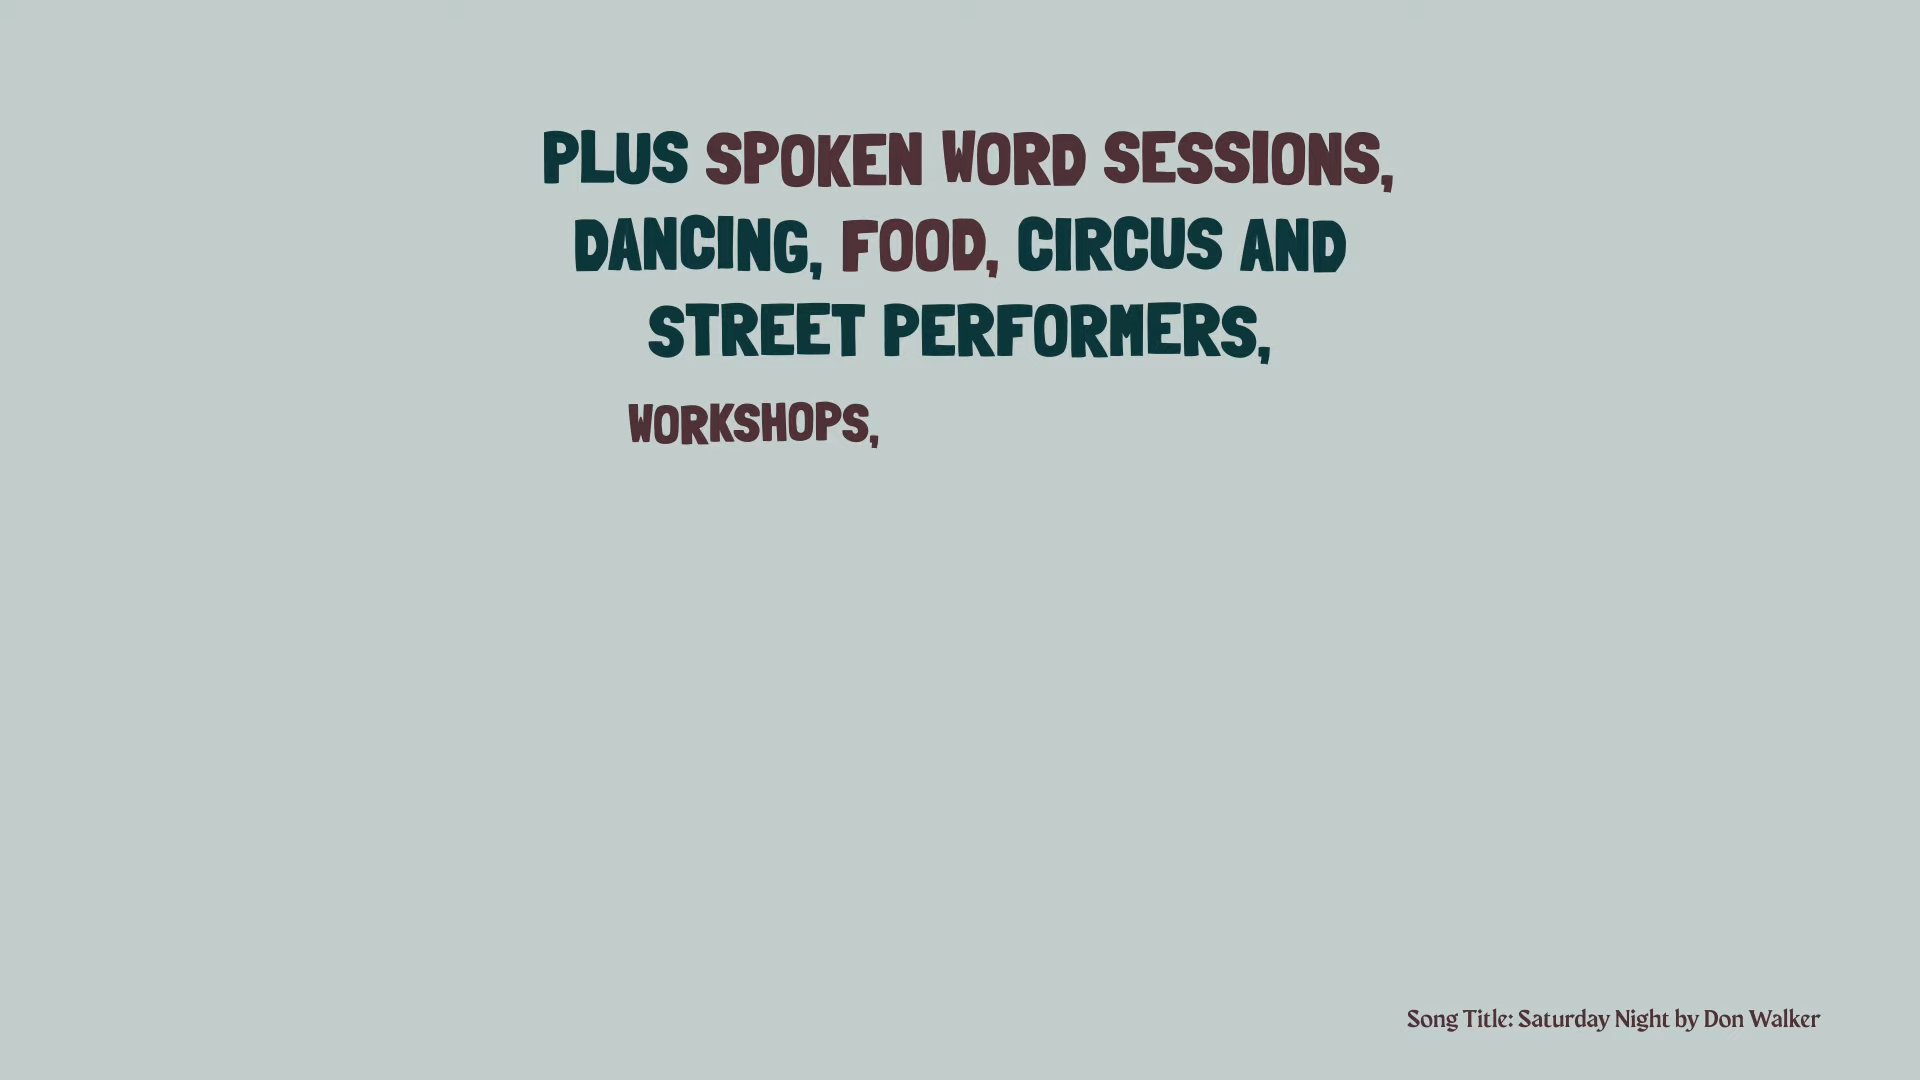 PLUS SPOKEN WORD SESSIONS,
DANCING, FOOD, CIRCUS AND
STREET PERFORMERS,
WORKSHOPS,
Song Title: Saturday Night by Don Walker